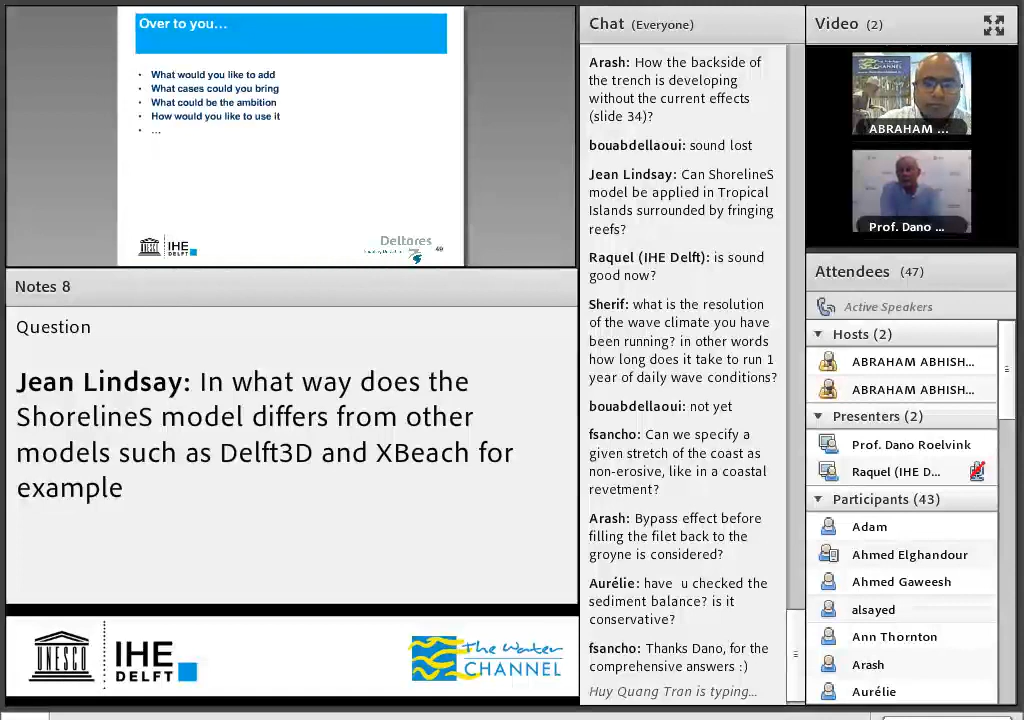 Over to you...
• What would you like to add
• What cases could you bring
• What could be the ambition
• How would you like to use it
• ...
UNESCO
IHE
DELFT
Deltares
49
Notes 8
Question
Jean Lindsay: In what way does the
ShorelineS model differs from other
models such as Delft3D and XBeach for
example
UNESCO
IHE
DELFT
The Water
CHANNEL
Chat (Everyone)
Arash: How the backside of
the trench is developing
without the current effects
(slide 34)?
bouabdellaoui: sound lost
Jean Lindsay: Can ShorelineS
model be applied in Tropical
Islands surrounded by fringing
reefs?
Raquel (IHE Delft): is sound
good now?
Sherif: what is the resolution
of the wave climate you have
been running? in other words
how long does it take to run 1
year of daily wave conditions?
bouabdellaoui: not yet
fsancho: Can we specify a
given stretch of the coast as
non-erosive, like in a coastal
revetment?
Arash: Bypass effect before
filling the filet back to the
groyne is considered?
Aurélie: have u checked the
sediment balance? is it
conservative?
fsancho: Thanks Dano, for the
comprehensive answers :)
Huy Quang Tran is typing...
Video (2)
ABRAHAM ...
Prof. Dano ...
Attendees (47)
Active Speakers
Hosts (2)
ABRAHAM ABHISH...
ABRAHAM ABHISH...
Presenters (2)
Prof. Dano Roelvink
Raquel (IHE D...
Participants (43)
Adam
Ahmed Elghandour
Ahmed Gaweesh
alsayed
Ann Thornton
Arash
Aurélie